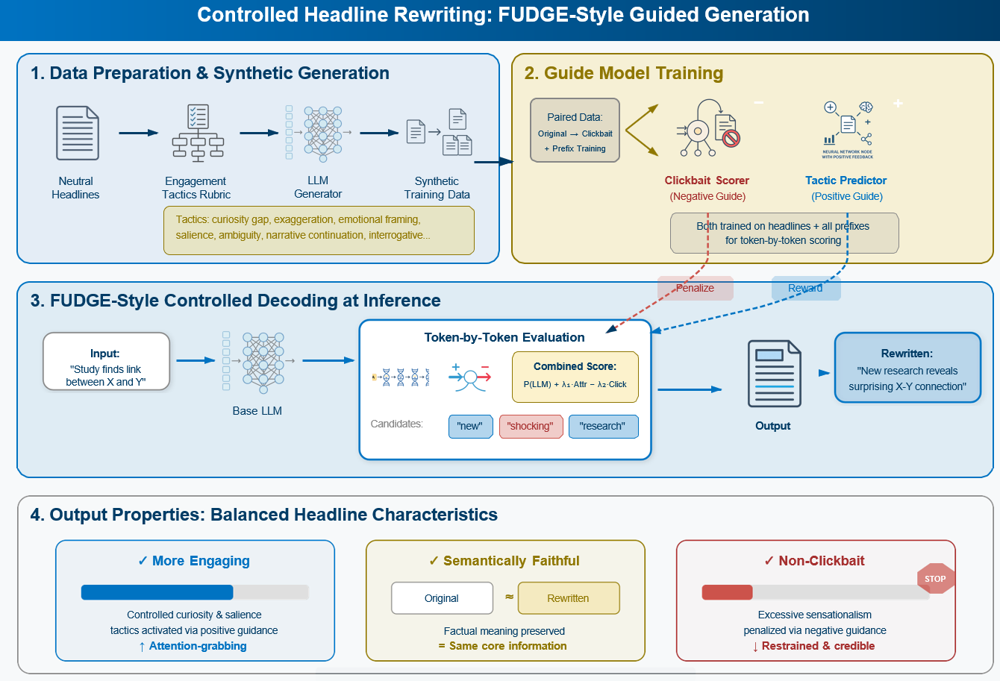 Controlled Headline Rewriting: FUDGE-Style Guided Generation
1. Data Preparation & Synthetic Generation
Neutral
Headlines
Engagement
Tactics Rubric
LLM
Generator
Synthetic
Training Data
Tactics: curiosity gap, exaggeration, emotional framing,
salience, ambiguity, narrative continuation, interrogative...
2. Guide Model Training
Paired Data:
Original → Clickbait
+ Prefix Training
−
+
NEURAL NETWORK NODE
WITH POSITIVE FEEDBACK
Clickbait Scorer
(Negative Guide)
Tactic Predictor
(Positive Guide)
Both trained on headlines + all prefixes
for token-by-token scoring
Penalize
Reward
3. FUDGE-Style Controlled Decoding at Inference
Input:
"Study finds link
between X and Y"
Base LLM
Token-by-Token Evaluation
Combined Score:
P(LLM) + λ₁·Attr − λ₂·Click
Candidates:
"new"
"shocking"
"research"
Output
Rewritten:
"New research reveals
surprising X-Y connection"
4. Output Properties: Balanced Headline Characteristics
✓ More Engaging
Controlled curiosity & salience
tactics activated via positive guidance
↑ Attention-grabbing
✓ Semantically Faithful
Original
≈
Rewritten
Factual meaning preserved
= Same core information
✓ Non-Clickbait
STOP
Excessive sensationalism
penalized via negative guidance
↓ Restrained & credible